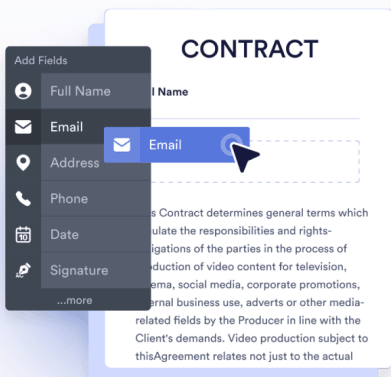 CONTRACT
Add Fields
Full Name
l Name
Email
Email
Address
Phone
Date
10
Signature
...more
s Contract determines general terms which
ulate the responsibilities and rights-
igations of the parties in the process of
duction of video content for television,
ema, social media, corporate promotions,
ernal business use, adverts or other media-
related fields by the Producer in line with the
Client's demands. Video production subject to
thisAgreement relates not just to the actual